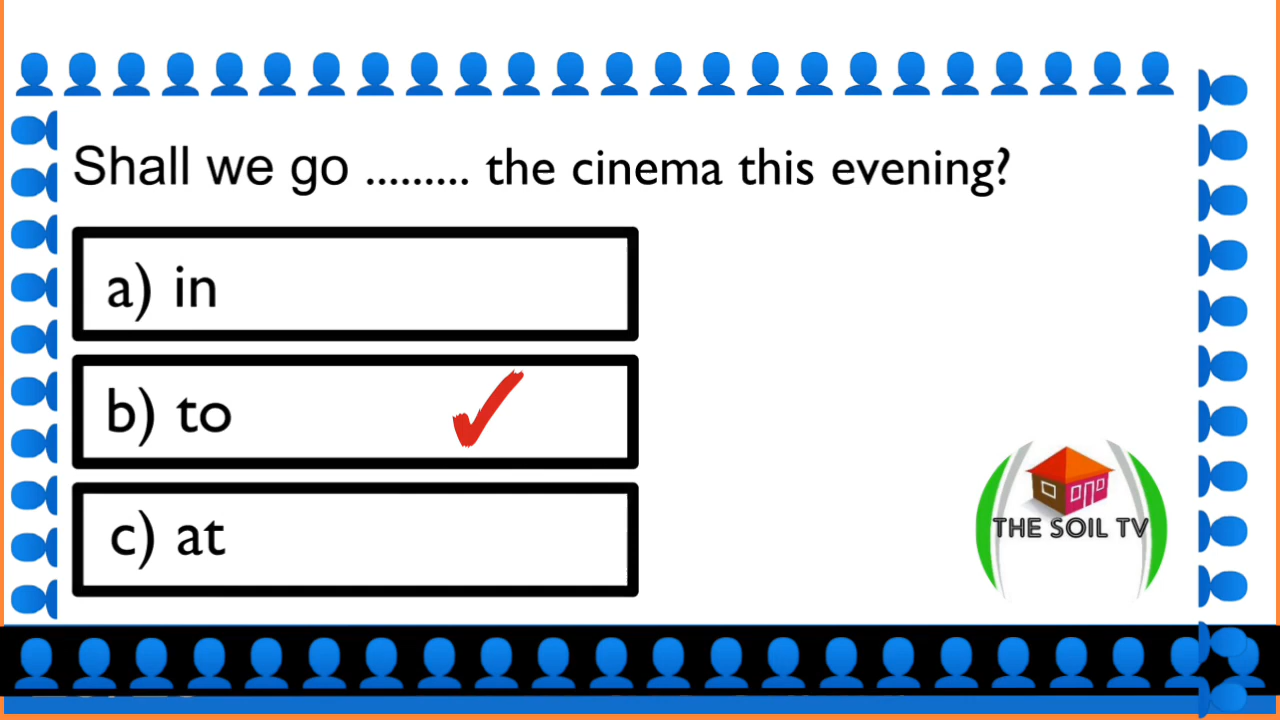 Shall we go ......... the cinema this evening?
a) in
b) to
c) at
THE SOIL TV